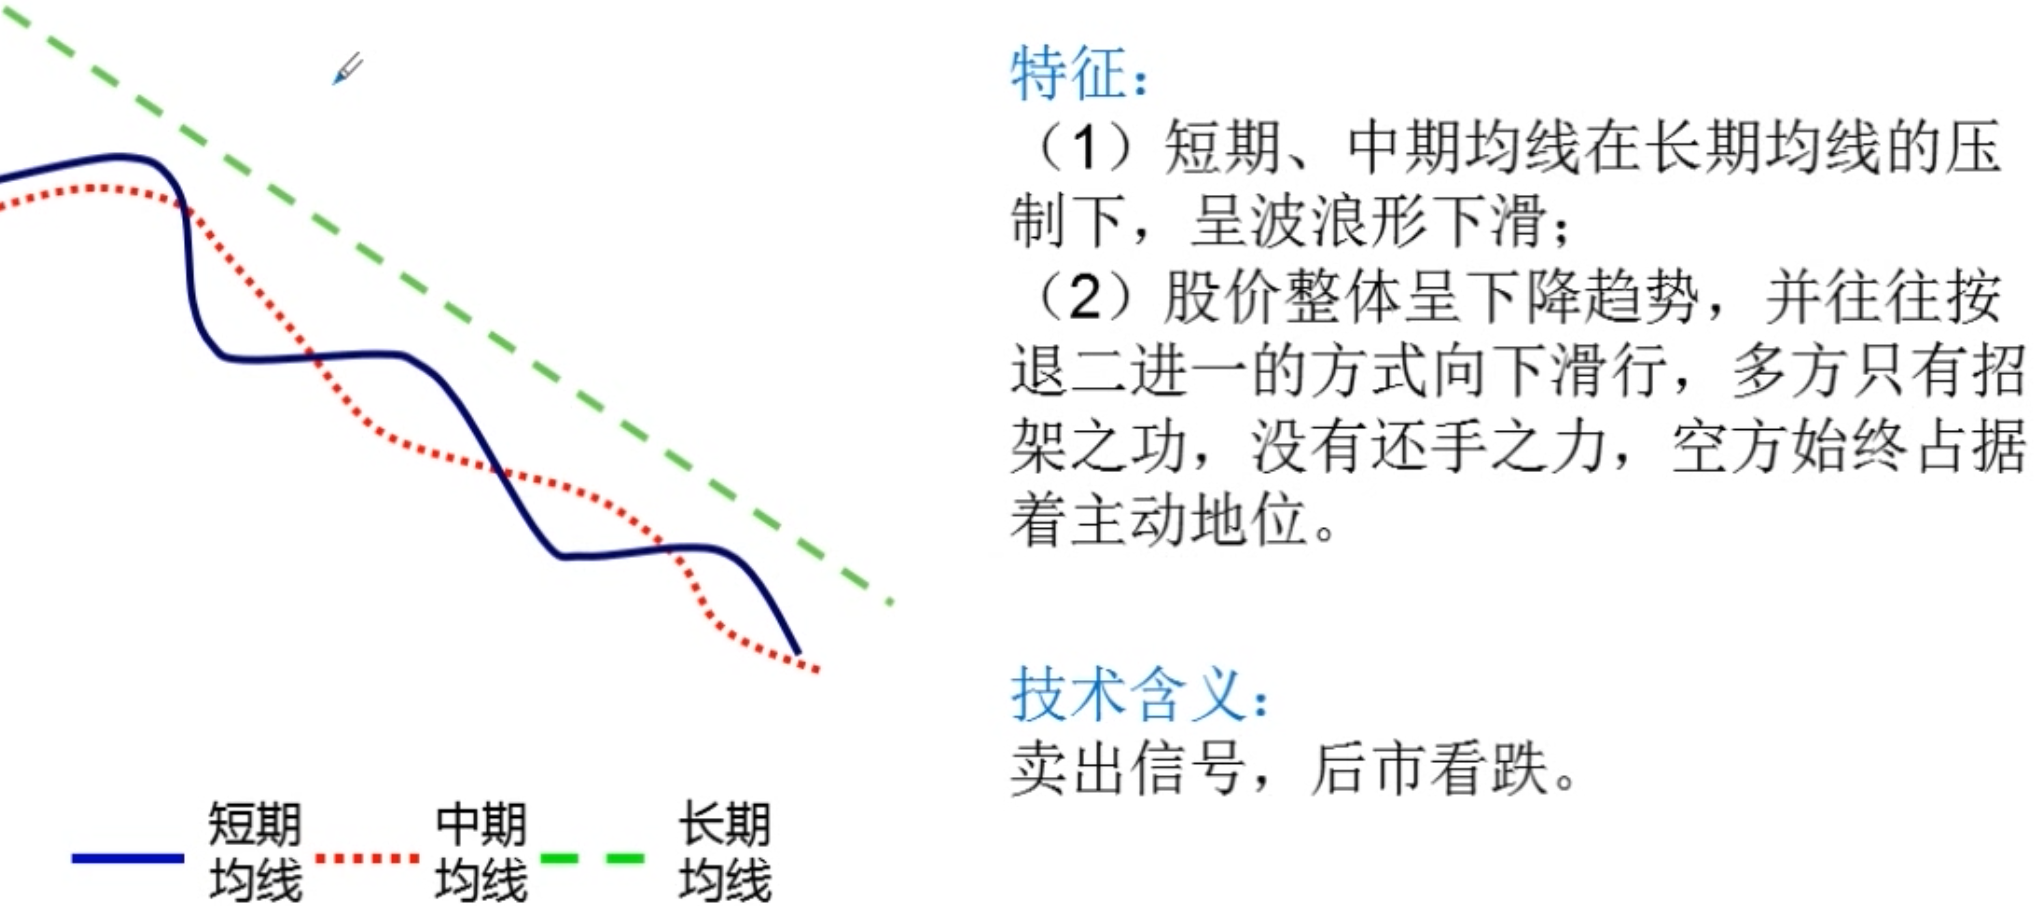 特征：
（1）短期、中期均线在长期均线的压
制下，呈波浪形下滑；
（2）股价整体呈下降趋势，并往往按
退二进一的方式向下滑行，多方只有招
架之功，没有还手之力，空方始终占据
着主动地位。
技术含义：
卖出信号，后市看跌。
短期
均线
中期
均线
长期
均线